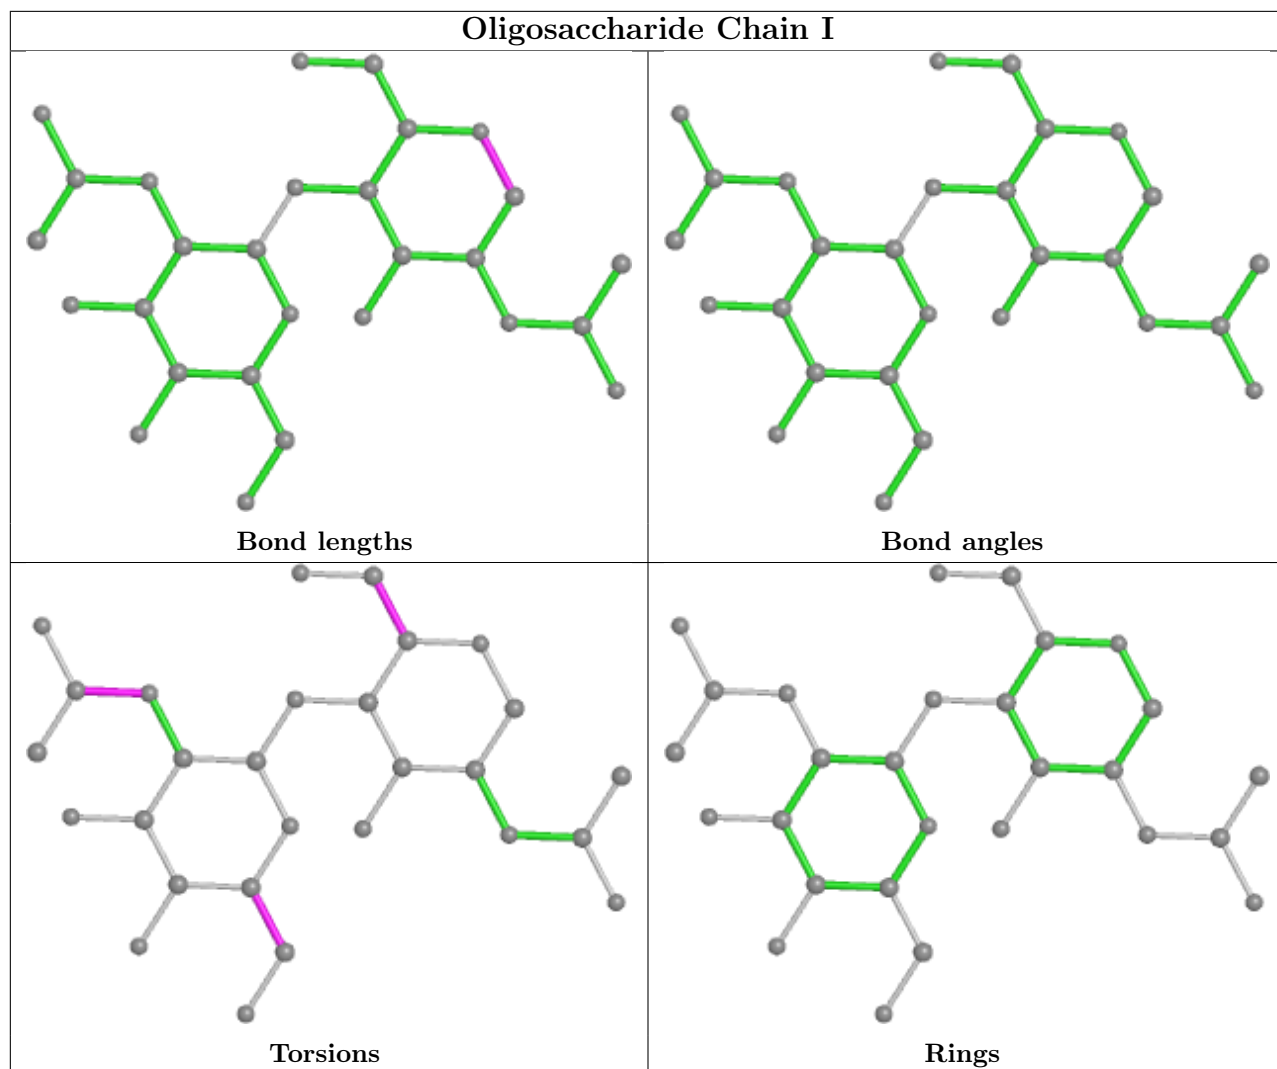 Oligosaccharide Chain I
Bond lengths
Bond angles
Torsions
Rings